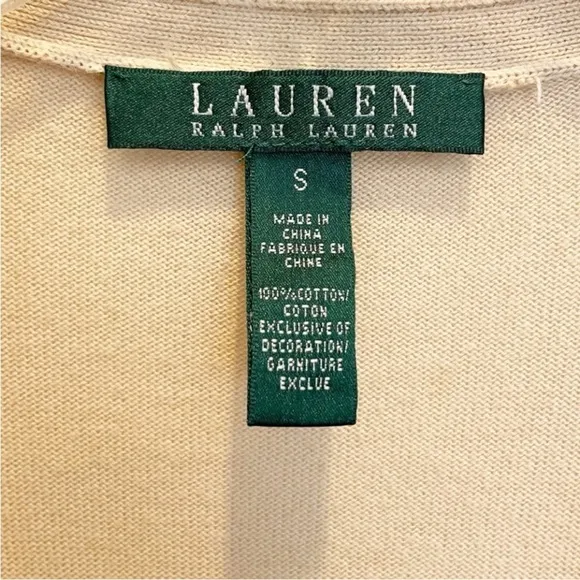 LAUREN
RALPH LAUREN
S
MADE IN
CHINA
FABRIQUE EN
CHINE
100%COTTON/
COTON
EXCLUSIVE OF
DECORATION/
GARNITURE
EXCLUE